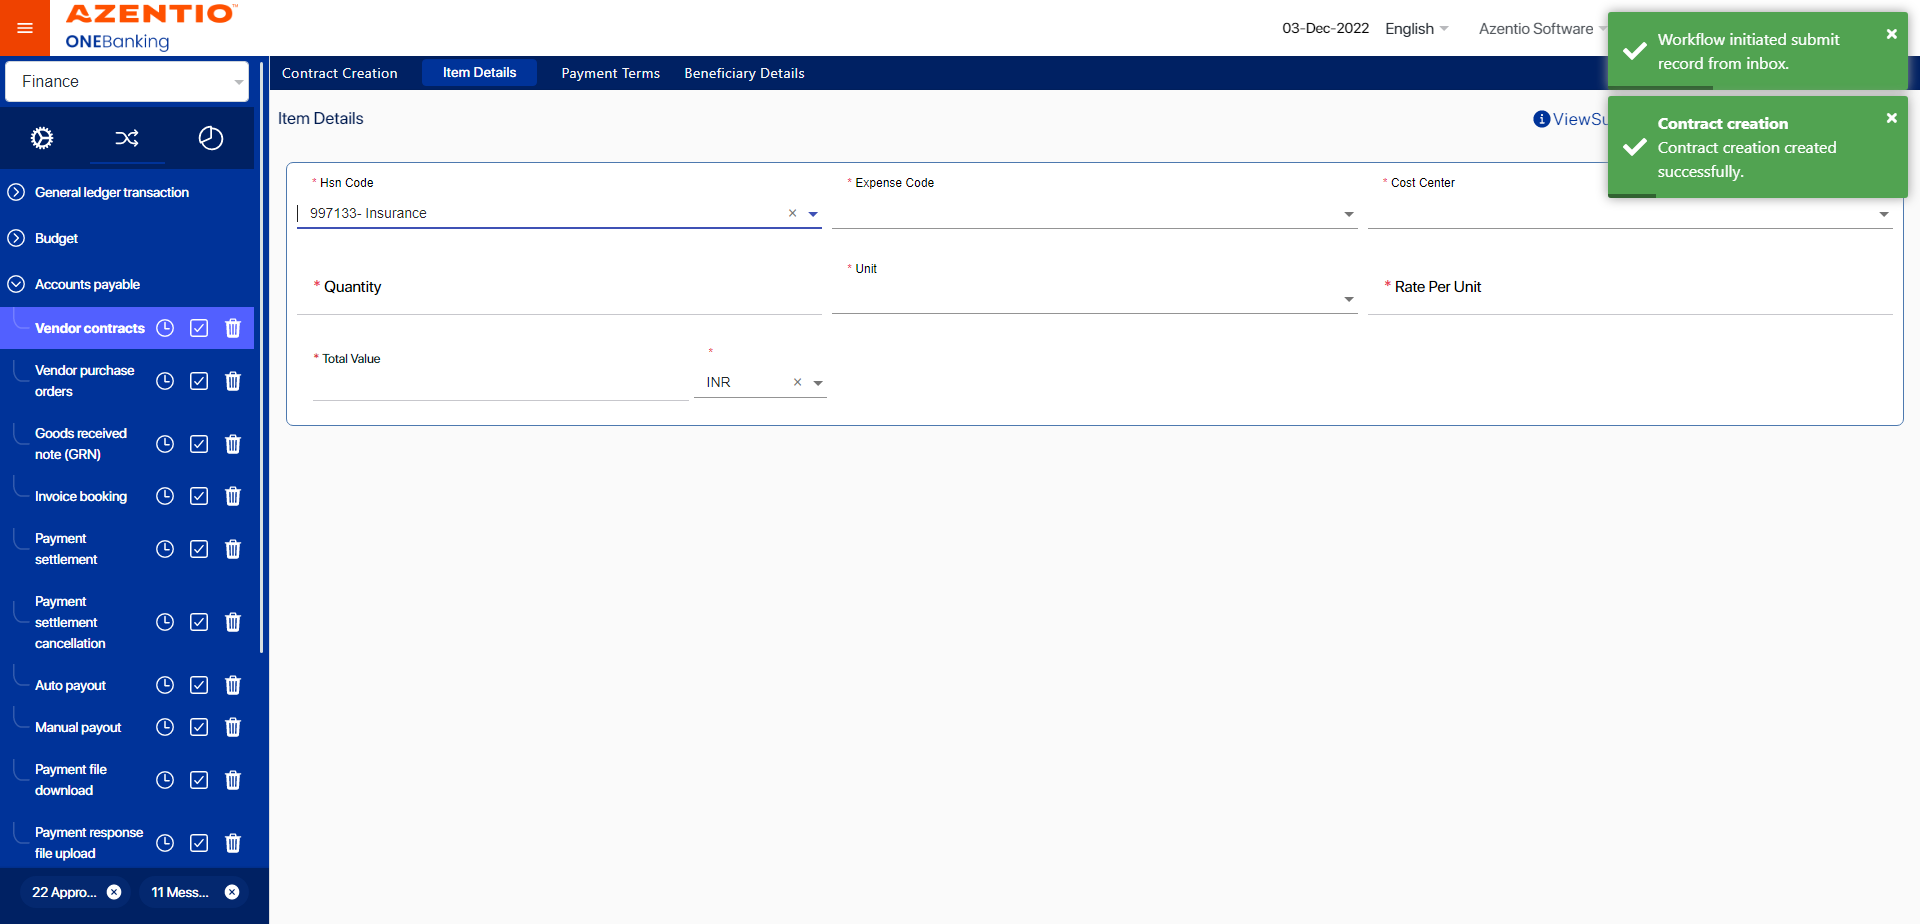 AZENTIO™
ONEBanking
03-Dec-2022
English
Azentio Software
Workflow initiated submit
record from inbox.
Contract creation
Contract creation created
successfully.
Finance
Contract Creation
Item Details
Payment Terms
Beneficiary Details
Item Details
ViewSu
* Hsn Code
997133- Insurance
* Expense Code
* Cost Center
* Quantity
* Unit
* Rate Per Unit
* Total Value
*
INR
General ledger transaction
Budget
Accounts payable
Vendor contracts
Vendor purchase
orders
Goods received
note (GRN)
Invoice booking
Payment
settlement
Payment
settlement
cancellation
Auto payout
Manual payout
Payment file
download
Payment response
file upload
22 Appro...
11 Mess...